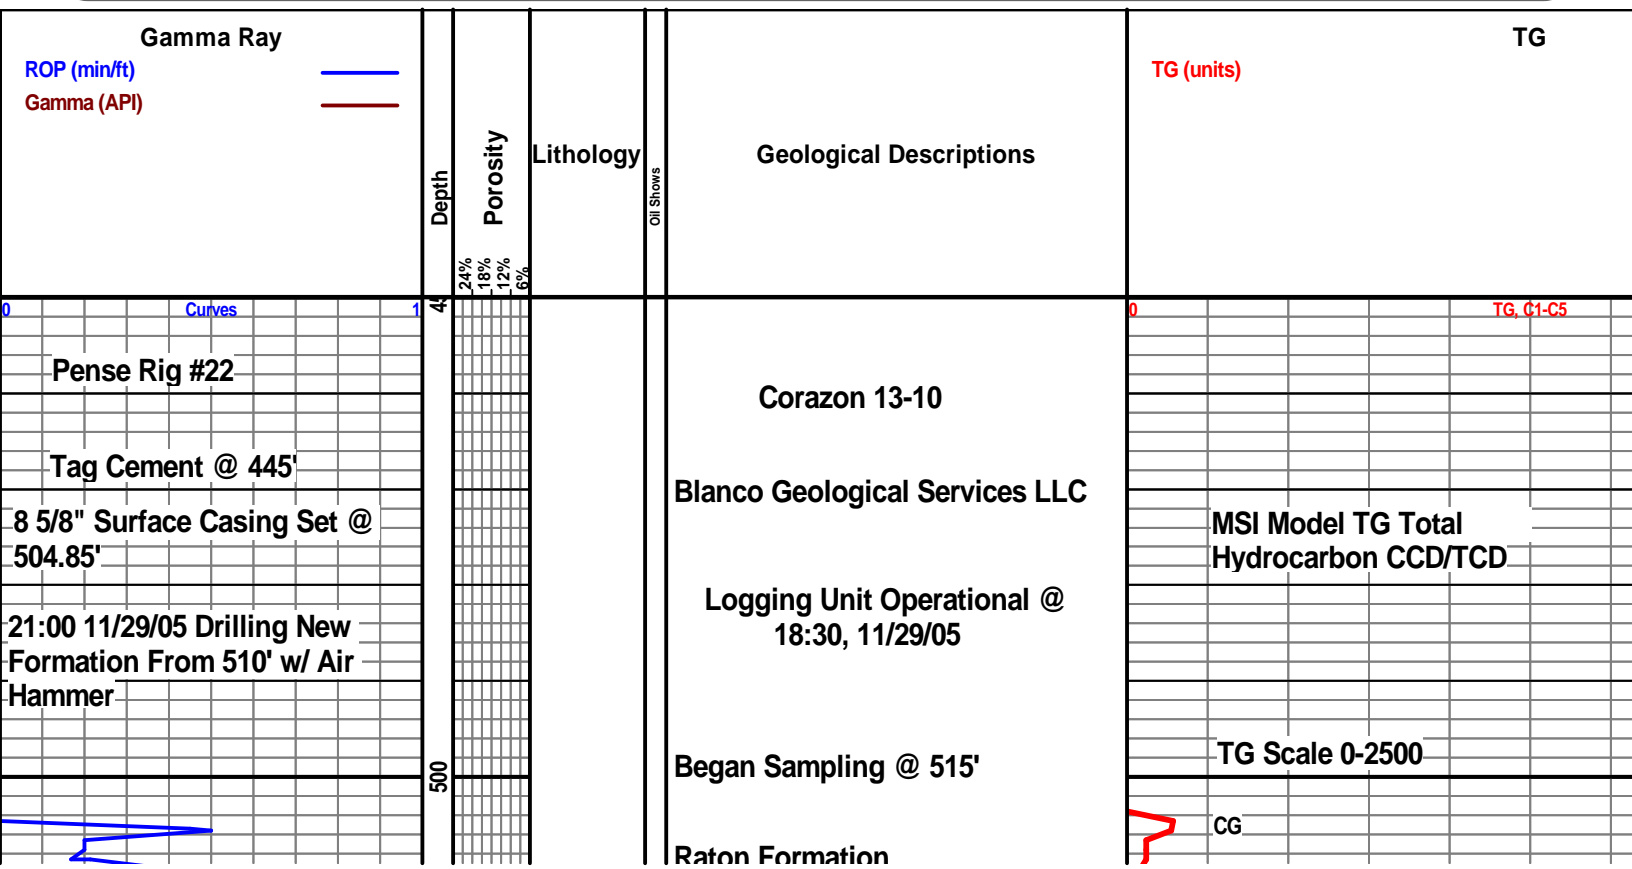 Gamma Ray
ROP (min/ft)
Gamma (API)
Depth
Porosity
24%
18%
12%
6%
Lithology
Oil Shows
Geological Descriptions
TG
TG (units)
0 Curves 1
0 TG, C1-C5
Pense Rig #22
Tag Cement @ 445'
8 5/8" Surface Casing Set @
504.85'
21:00 11/29/05 Drilling New
Formation From 510' w/ Air
Hammer
500
Corazon 13-10
Blanco Geological Services LLC
Logging Unit Operational @
18:30, 11/29/05
Began Sampling @ 515'
Raton Formation
MSI Model TG Total
Hydrocarbon CCD/TCD
TG Scale 0-2500
CG